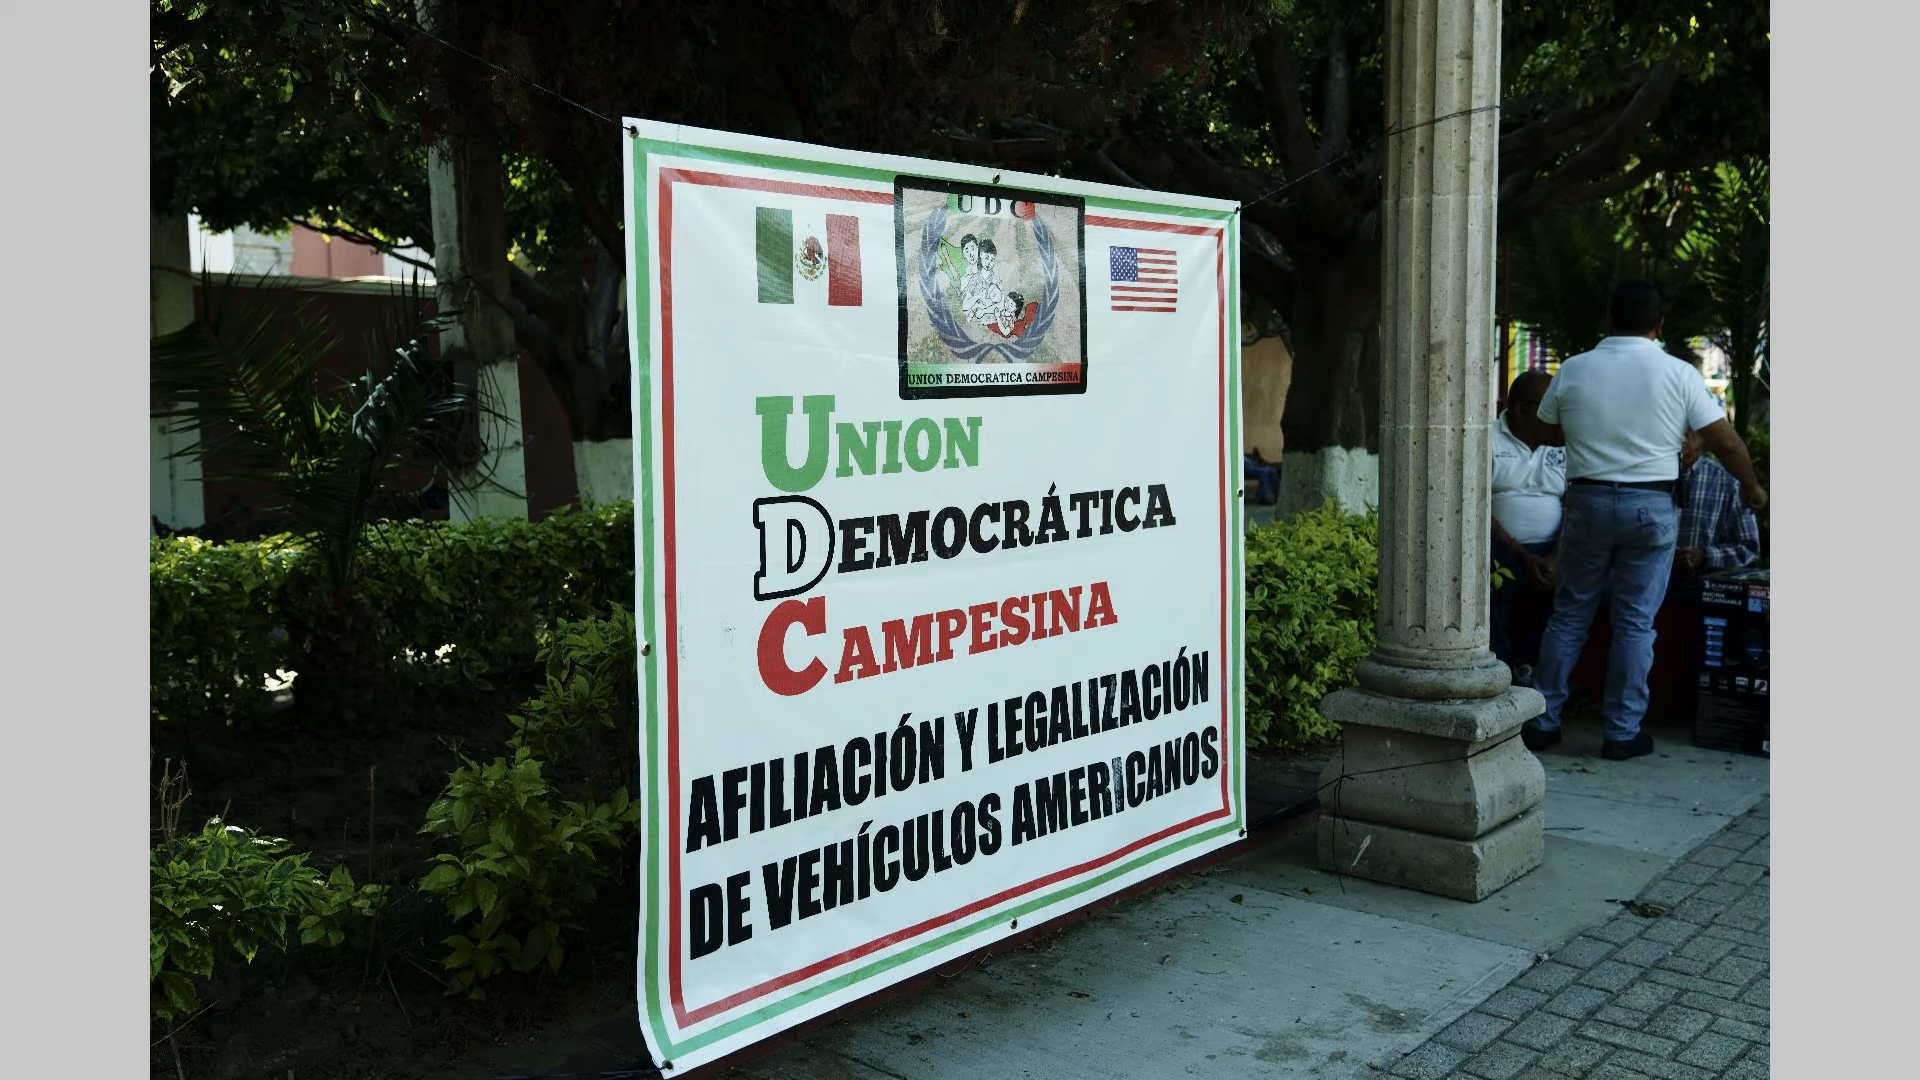 UDC
UNION DEMOCRATICA CAMPESINA
UNION
DEMOCRÁTICA
CAMPESINA
AFILIACIÓN Y LEGALIZACIÓN
DE VEHÍCULOS AMERICANOS